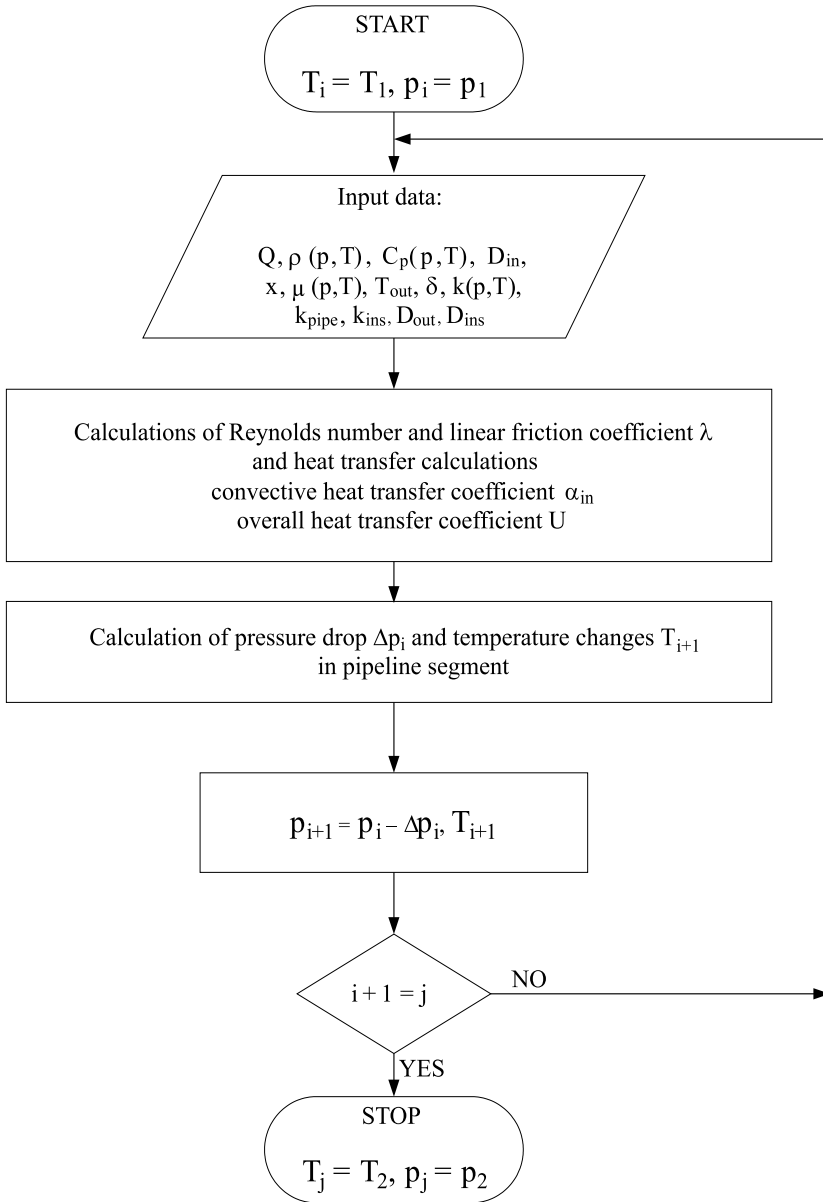 START
T_i = T_1, p_i = p_1
Input data:
Q, ρ (p,T), C_p(p,T), D_in,
x, μ (p,T), T_out, δ, k(p,T),
k_pipe, k_ins, D_out, D_ins
Calculations of Reynolds number and linear friction coefficient λ
and heat transfer calculations
convective heat transfer coefficient α_in
overall heat transfer coefficient U
Calculation of pressure drop Δp_i and temperature changes T_{i+1}
in pipeline segment
p_{i+1} = p_i – Δp_i, T_{i+1}
i + 1 = j
NO
YES
STOP
T_j = T_2, p_j = p_2